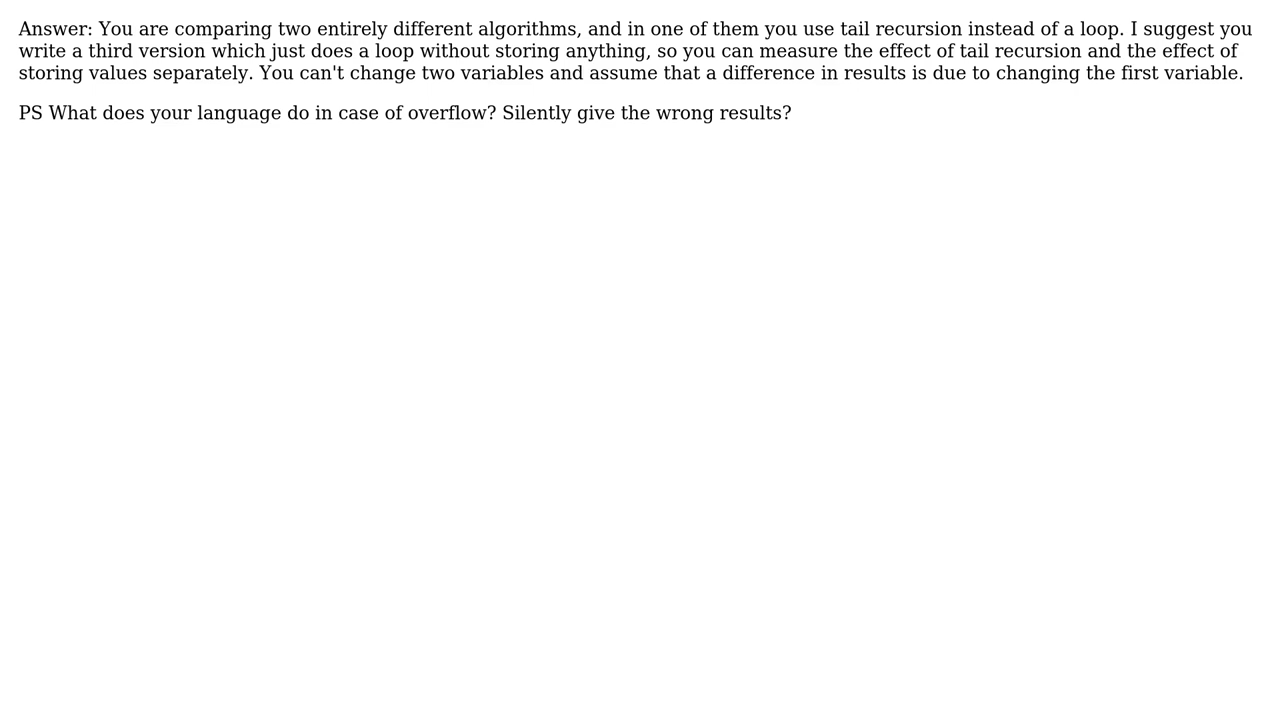 Answer: You are comparing two entirely different algorithms, and in one of them you use tail recursion instead of a loop. I suggest you
write a third version which just does a loop without storing anything, so you can measure the effect of tail recursion and the effect of
storing values separately. You can't change two variables and assume that a difference in results is due to changing the first variable.
PS What does your language do in case of overflow? Silently give the wrong results?